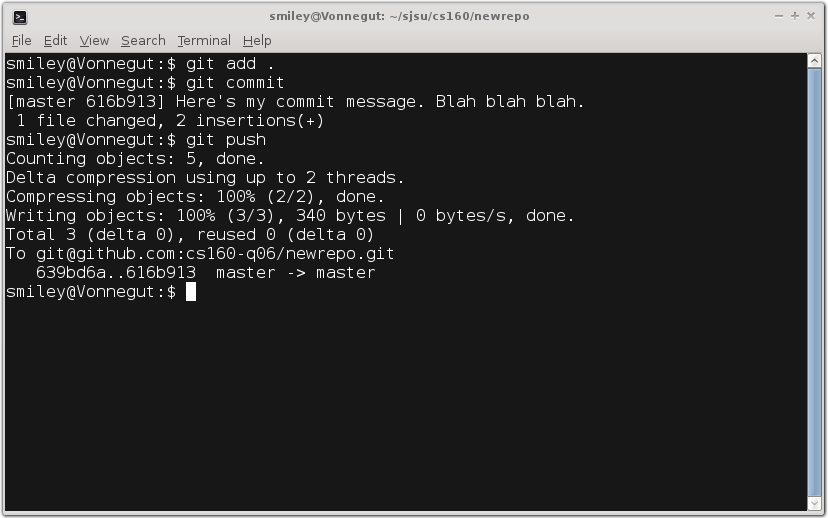 smiley@Vonnegut: ~/sjsu/cs160/newrepo
File Edit View Search Terminal Help
smiley@Vonnegut:$ git add .
smiley@Vonnegut:$ git commit
[master 616b913] Here's my commit message. Blah blah blah.
 1 file changed, 2 insertions(+)
smiley@Vonnegut:$ git push
Counting objects: 5, done.
Delta compression using up to 2 threads.
Compressing objects: 100% (2/2), done.
Writing objects: 100% (3/3), 340 bytes | 0 bytes/s, done.
Total 3 (delta 0), reused 0 (delta 0)
To git@github.com:cs160-q06/newrepo.git
   639bd6a..616b913  master -> master
smiley@Vonnegut:$